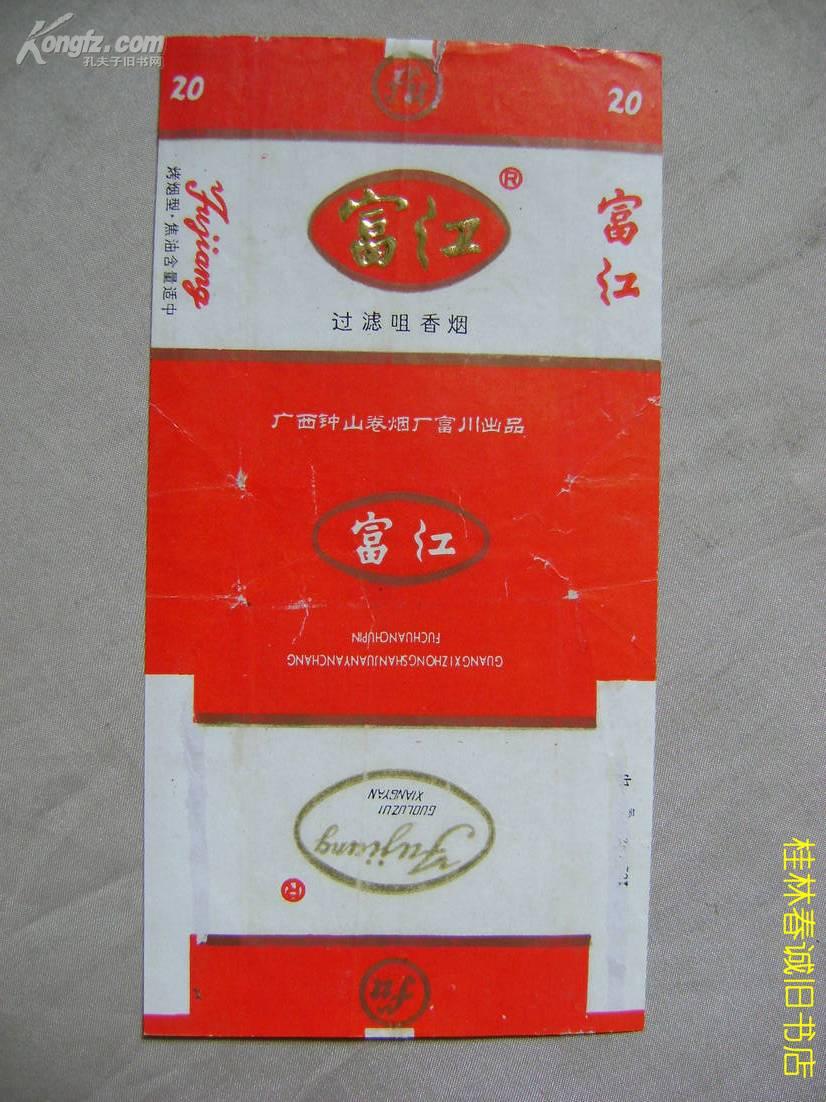 Kongfz.com
孔夫子旧书网
20
fu
20
富江
®
过滤咀香烟
Fujiang
烤烟型·焦油含量适中
富江
广西钟山卷烟厂富川出品
富江
GUANGXIZHONGSHANJUANYANCHANG
FUCHUANCHUPIN
Fujiang
GUOLUZUI
XIANGYAN
®
fu
桂林春诚旧书店